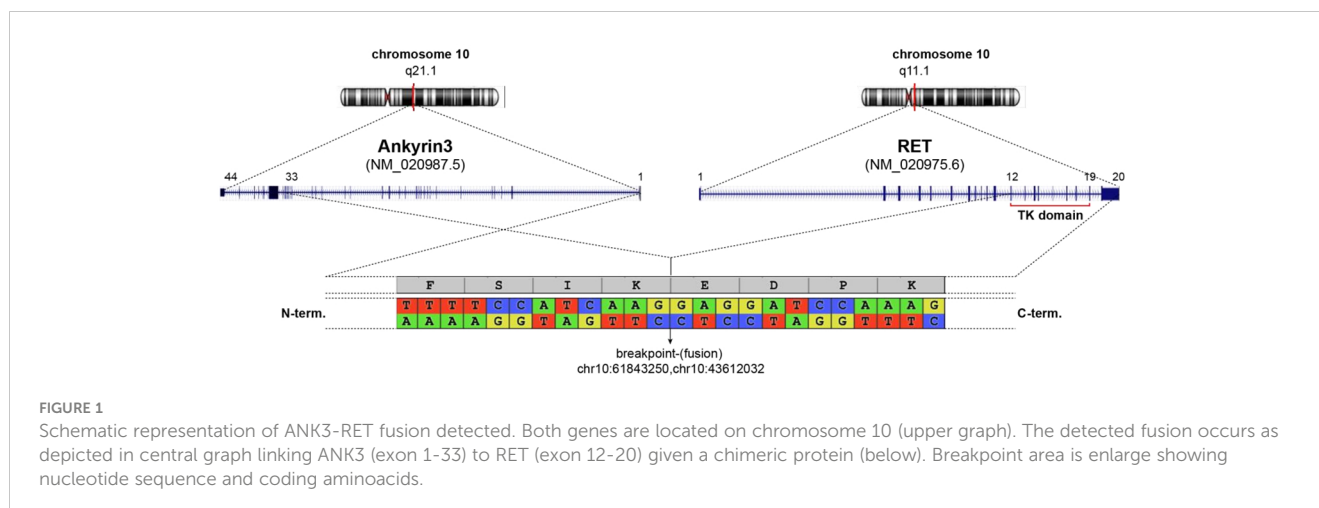 chromosome 10
q21.1
chromosome 10
q11.1
Ankyrin3
(NM_020987.5)
RET
(NM_020975.6)
44 33 1
1 12 19 20
TK domain
F S I K E D P K
T T T T C C A T C A A G G A G G A T C C A A A G
A A A A G G T A G T T C C T C C T A G G T T T C
N-term.
C-term.
breakpoint-(fusion)
chr10:61843250,chr10:43612032
FIGURE 1
Schematic representation of ANK3-RET fusion detected. Both genes are located on chromosome 10 (upper graph). The detected fusion occurs as
depicted in central graph linking ANK3 (exon 1-33) to RET (exon 12-20) given a chimeric protein (below). Breakpoint area is enlarge showing
nucleotide sequence and coding aminoacids.